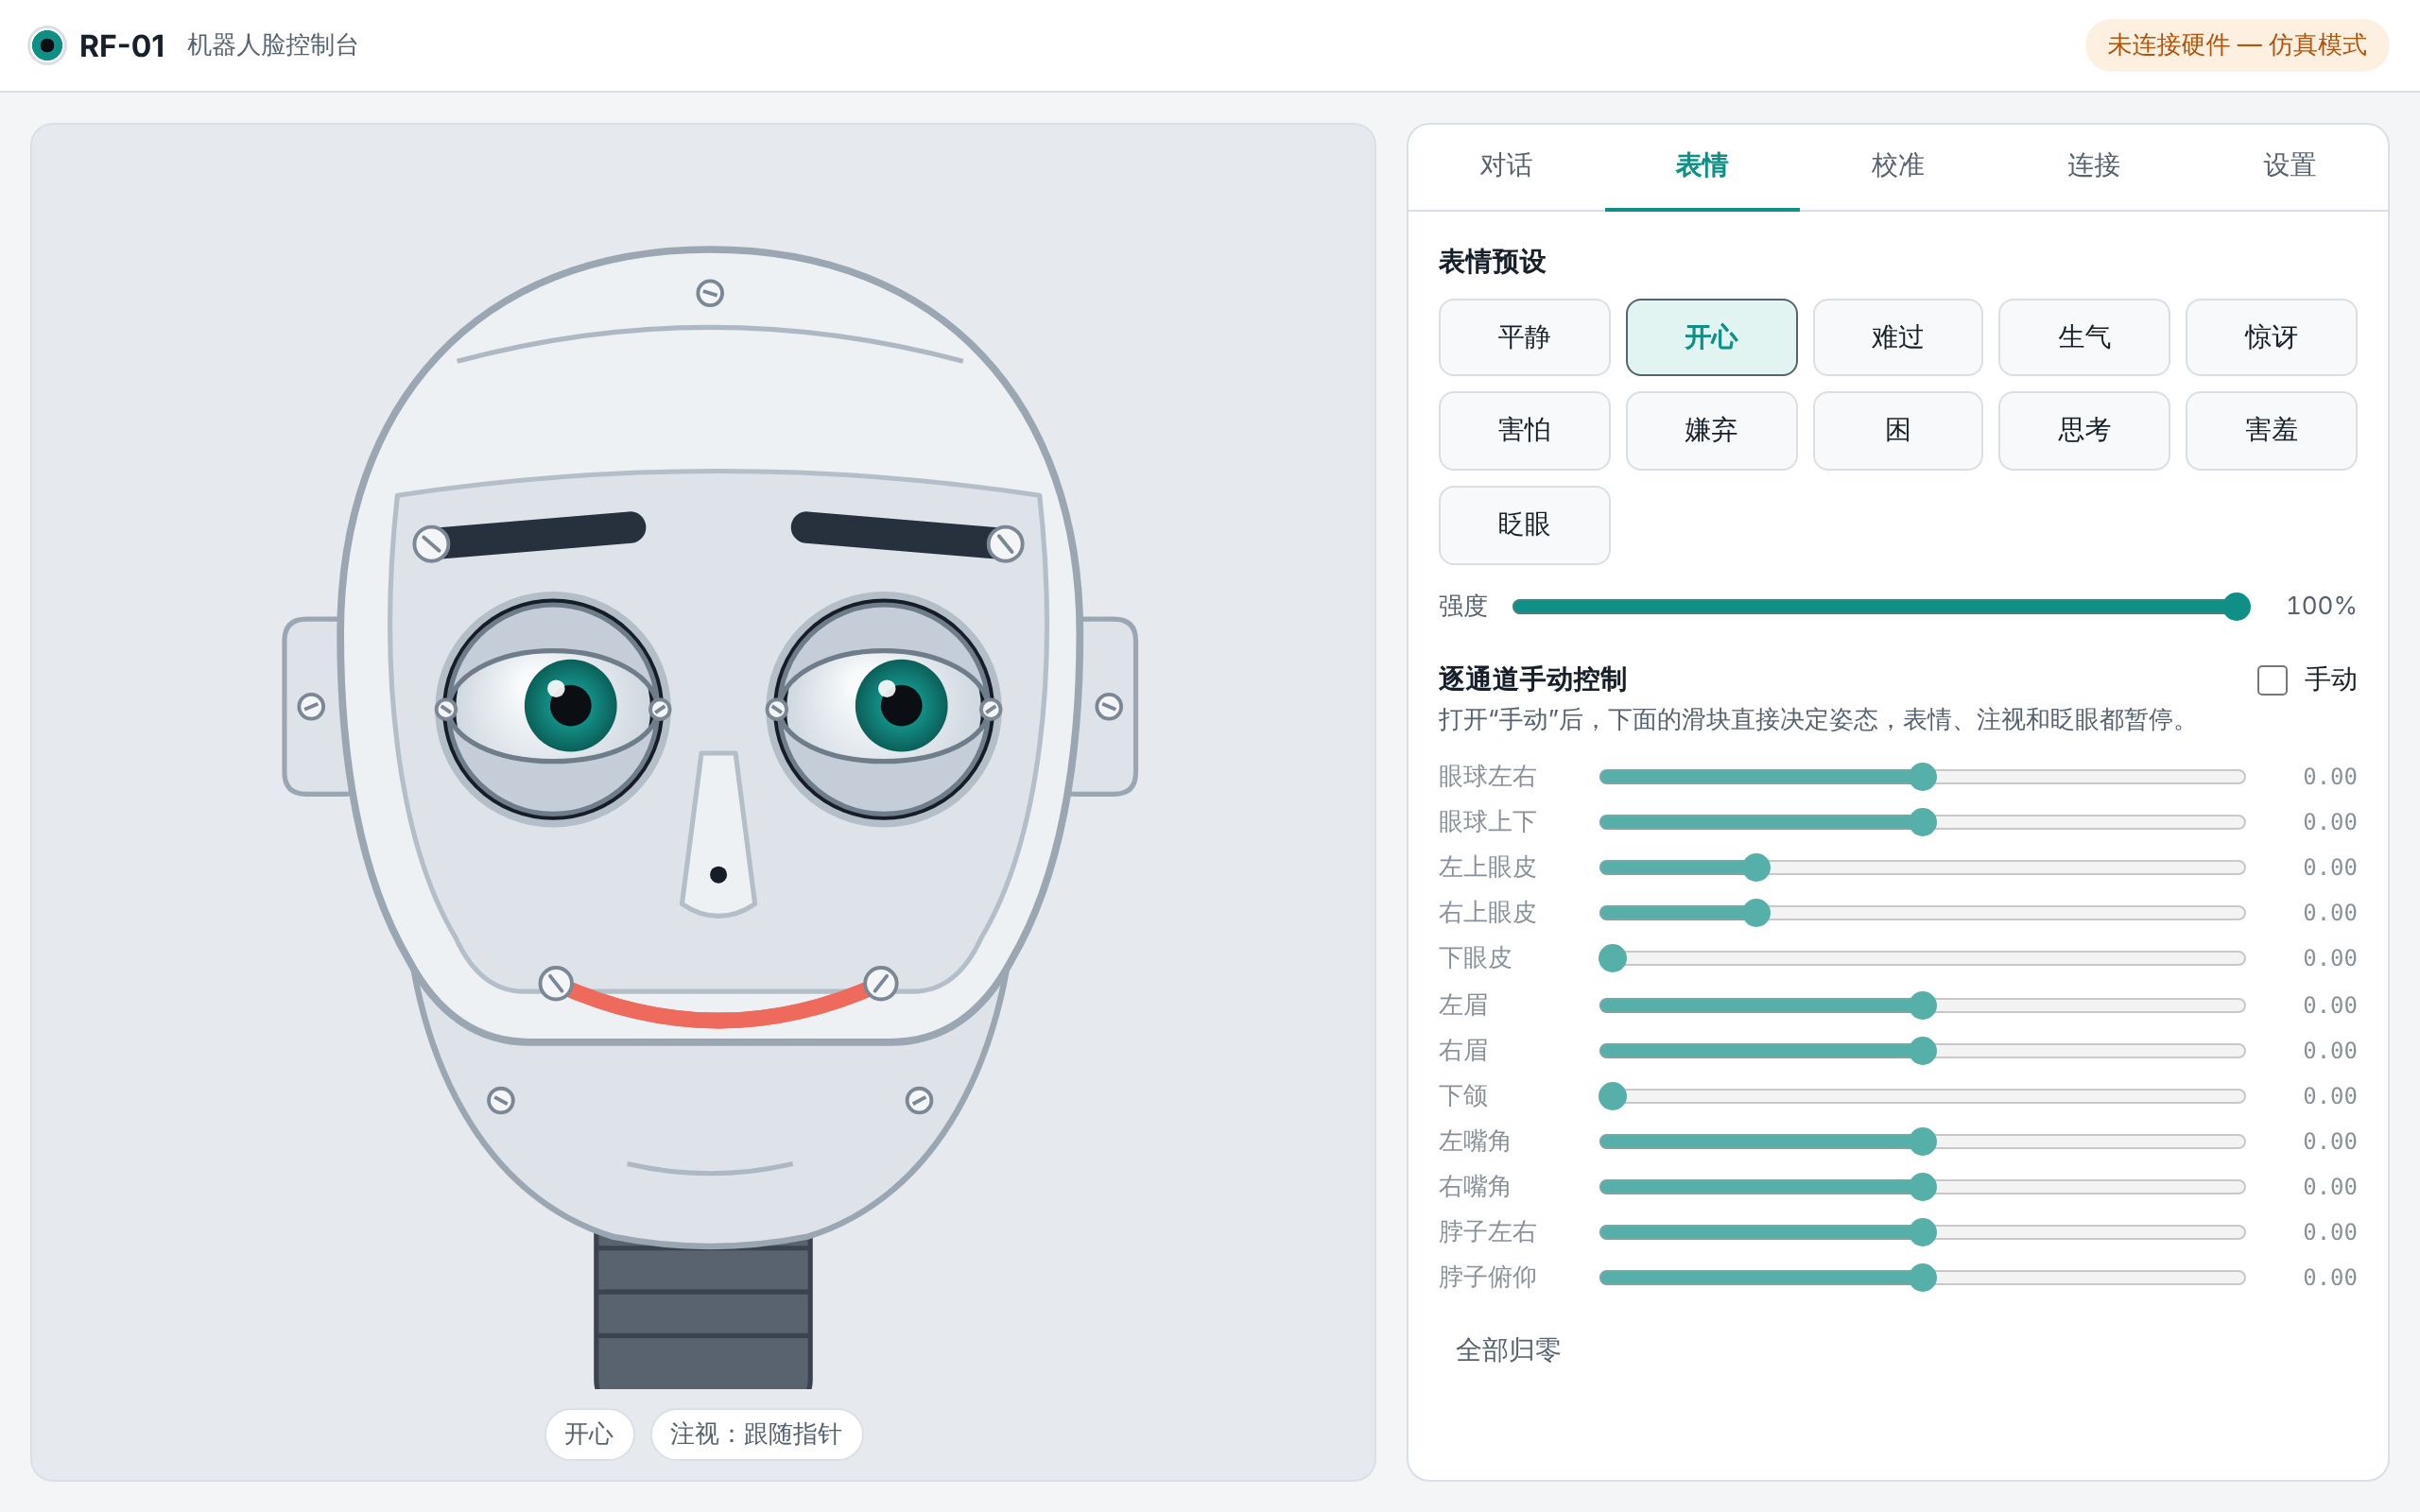 RF-01 机器人脸控制台
未连接硬件 — 仿真模式
对话 表情 校准 连接 设置
表情预设
平静 开心 难过 生气 惊讶
害怕 嫌弃 困 思考 害羞
眨眼
强度 100%
逐通道手动控制 手动
打开“手动”后，下面的滑块直接决定姿态，表情、注视和眨眼都暂停。
眼球左右 0.00
眼球上下 0.00
左上眼皮 0.00
右上眼皮 0.00
下眼皮 0.00
左眉 0.00
右眉 0.00
下颌 0.00
左嘴角 0.00
右嘴角 0.00
脖子左右 0.00
脖子俯仰 0.00
全部归零
开心 注视：跟随指针